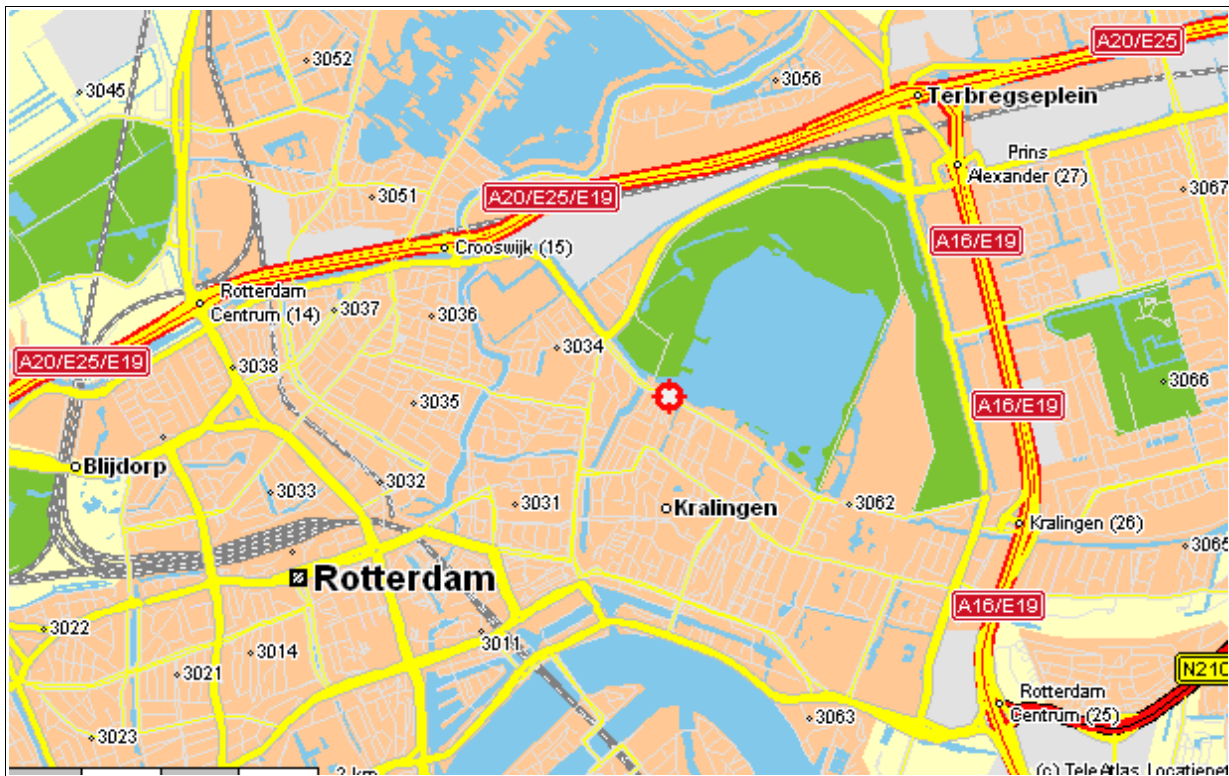 A20/E25
3052
3056
3045
Terbregseplein
Prins
Alexander (27)
3051
A20/E25/E19
3067
A16/E19
Crooswijk (15)
Rotterdam
Centrum (14)
3037
3036
3034
A20/E25/E19
3038
3066
3035
A16/E19
Blijdorp
3032
3033
3031
Kralingen
3062
Kralingen (26)
3065
Rotterdam
A16/E19
3022
3011
3014
3021
N210
Rotterdam
Centrum (25)
3063
3023
2 km
(c) TeleAtlas, Locatienet